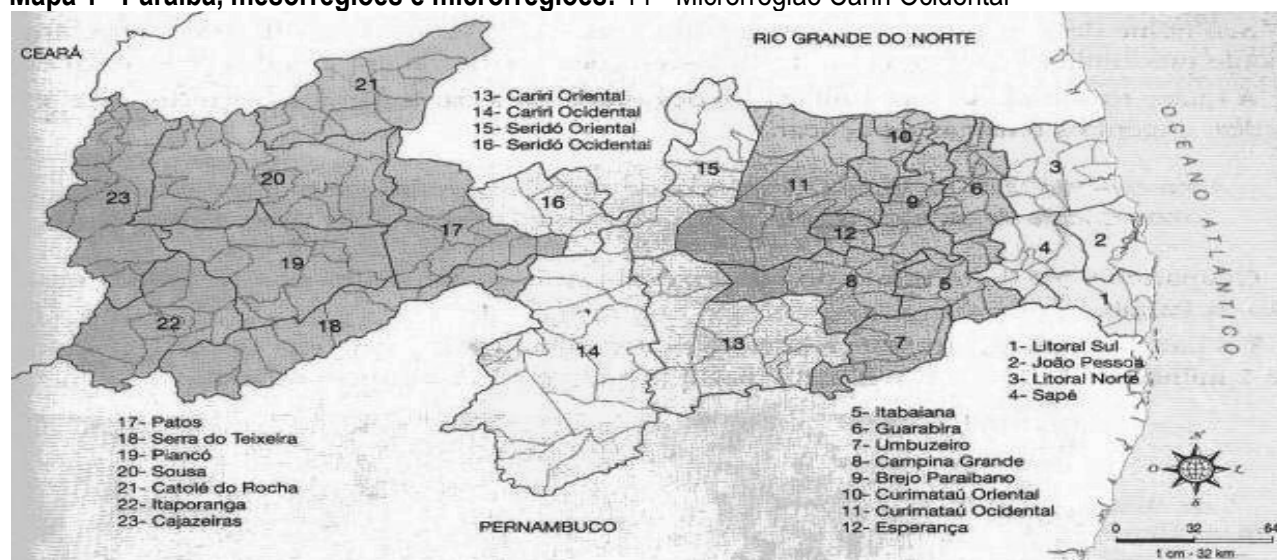 Mapa 1 - Paraíba, mesorregiões e microrregiões: 14 - Microrregião Cariri Ocidental
CEARÁ
RIO GRANDE DO NORTE
OCEANO ATLÂNTICO
13- Cariri Oriental
14- Cariri Ocidental
15- Seridó Oriental
16- Seridó Ocidental
21
10
3
15
11
6
20
23
16
9
17
12
4
2
19
8
5
1
22
18
14
13
7
1- Litoral Sul
2- João Pessoa
3- Litoral Norte
4- Sapé
17- Patos
18- Serra do Teixeira
19- Piancó
20- Sousa
21- Catolé do Rocha
22- Itaporanga
23- Cajazeiras
5- Itabaiana
6- Guarabira
7- Umbuzeiro
8- Campina Grande
9- Brejo Paraibano
10- Curimataú Oriental
11- Curimataú Ocidental
12- Esperança
PERNAMBUCO
0 32 64
1 cm - 32 km